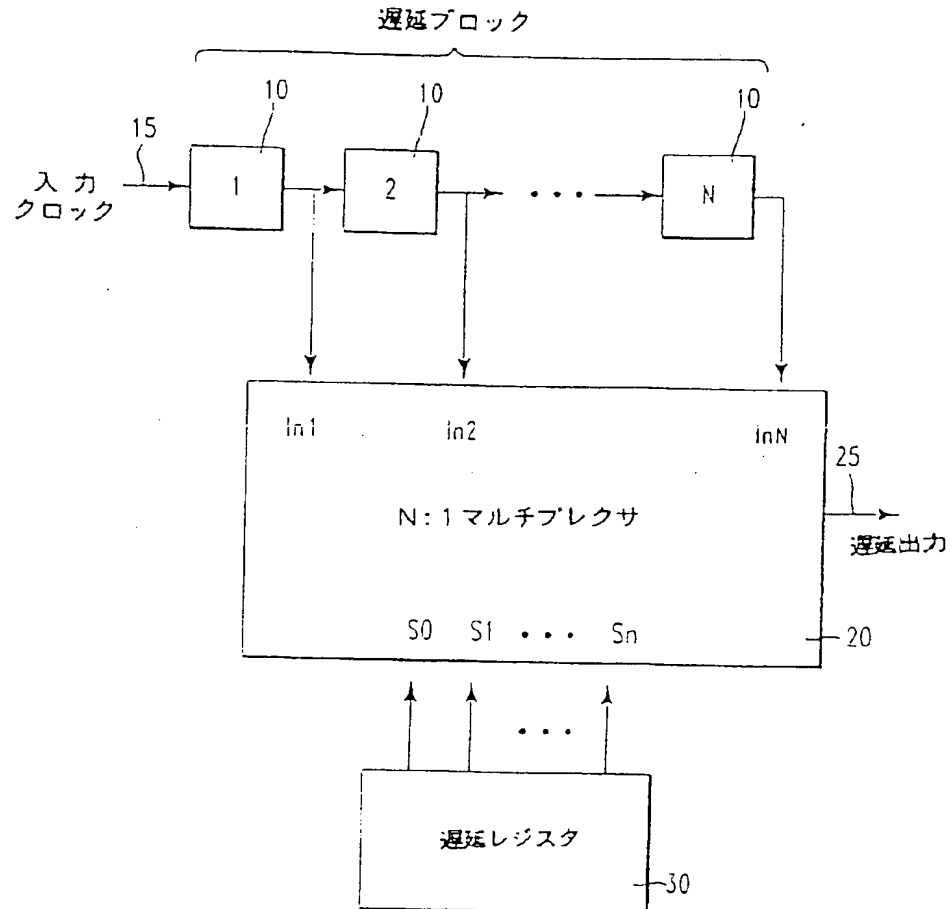 遅延ブロック
10
10
10
15
入力
クロック
1
2
• • •
N
In1
In2
InN
25
N:1マルチプレクサ
遅延出力
S0 S1 • • • Sn
20
• • •
遅延レジスタ
30